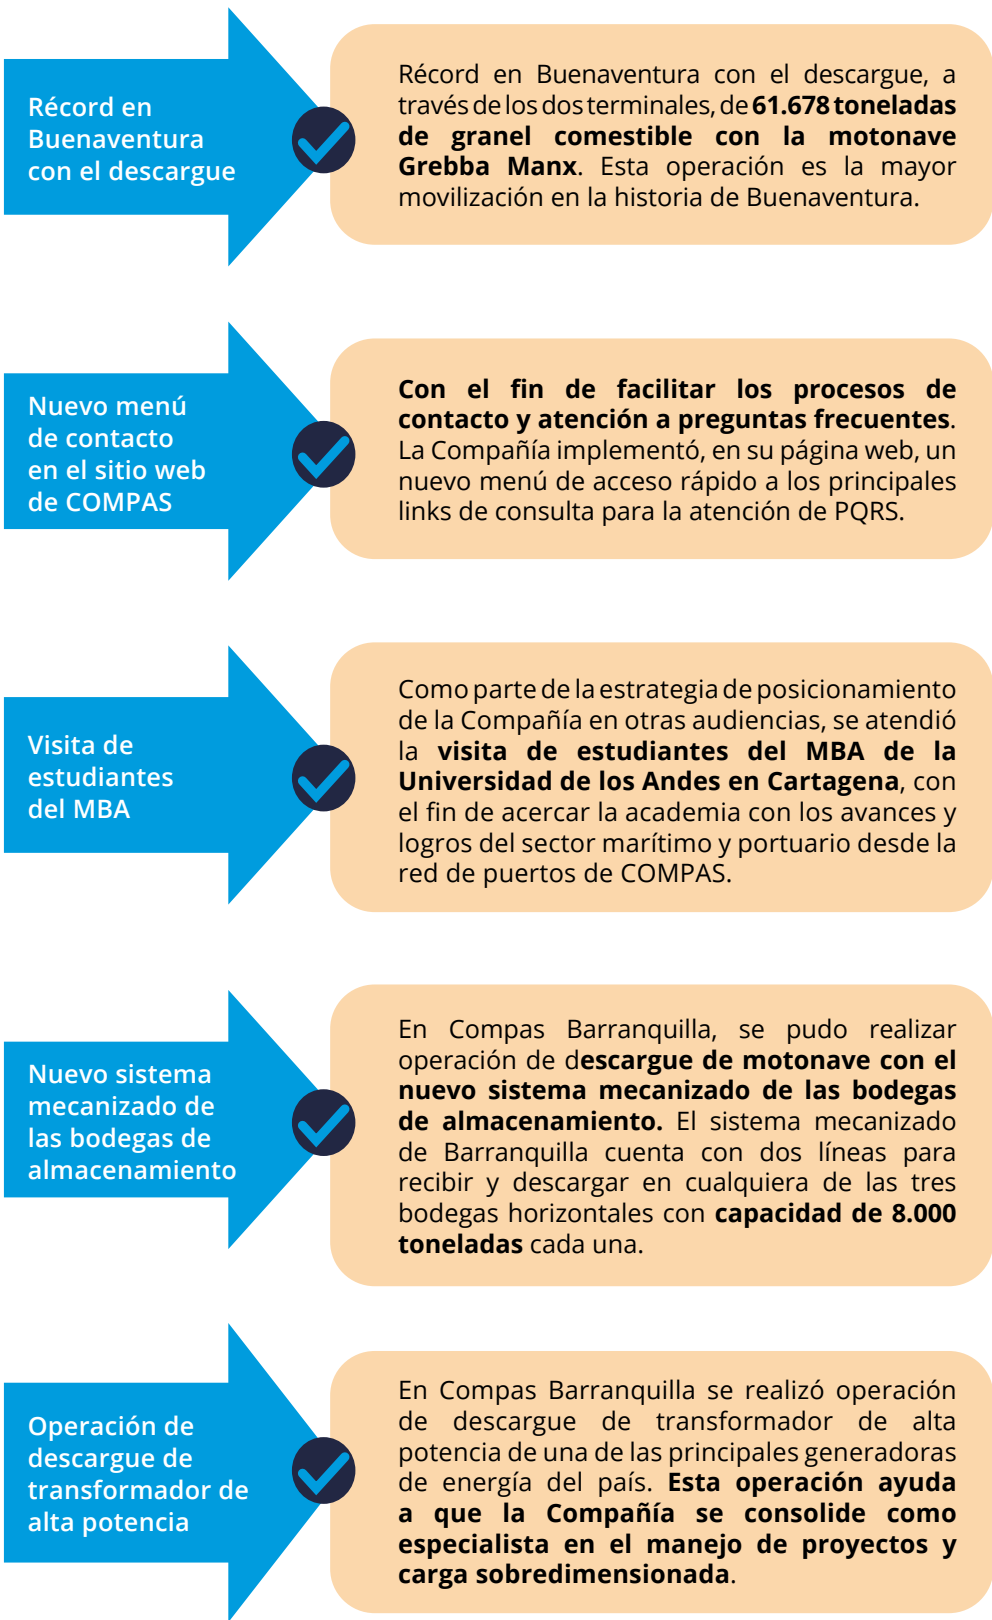 Récord en
Buenaventura
con el descargue
Récord en Buenaventura con el descargue, a
través de los dos terminales, de 61.678 toneladas
de granel comestible con la motonave
Grebba Manx. Esta operación es la mayor
movilización en la historia de Buenaventura.
Nuevo menú
de contacto
en el sitio web
de COMPAS
Con el fin de facilitar los procesos de
contacto y atención a preguntas frecuentes.
La Compañía implementó, en su página web, un
nuevo menú de acceso rápido a los principales
links de consulta para la atención de PQRS.
Visita de
estudiantes
del MBA
Como parte de la estrategia de posicionamiento
de la Compañía en otras audiencias, se atendió
la visita de estudiantes del MBA de la
Universidad de los Andes en Cartagena, con
el fin de acercar la academia con los avances y
logros del sector marítimo y portuario desde la
red de puertos de COMPAS.
Nuevo sistema
mecanizado de
las bodegas de
almacenamiento
En Compas Barranquilla, se pudo realizar
operación de descargue de motonave con el
nuevo sistema mecanizado de las bodegas
de almacenamiento. El sistema mecanizado
de Barranquilla cuenta con dos líneas para
recibir y descargar en cualquiera de las tres
bodegas horizontales con capacidad de 8.000
toneladas cada una.
Operación de
descargue de
transformador de
alta potencia
En Compas Barranquilla se realizó operación
de descargue de transformador de alta
potencia de una de las principales generadoras
de energía del país. Esta operación ayuda
a que la Compañía se consolide como
especialista en el manejo de proyectos y
carga sobredimensionada.